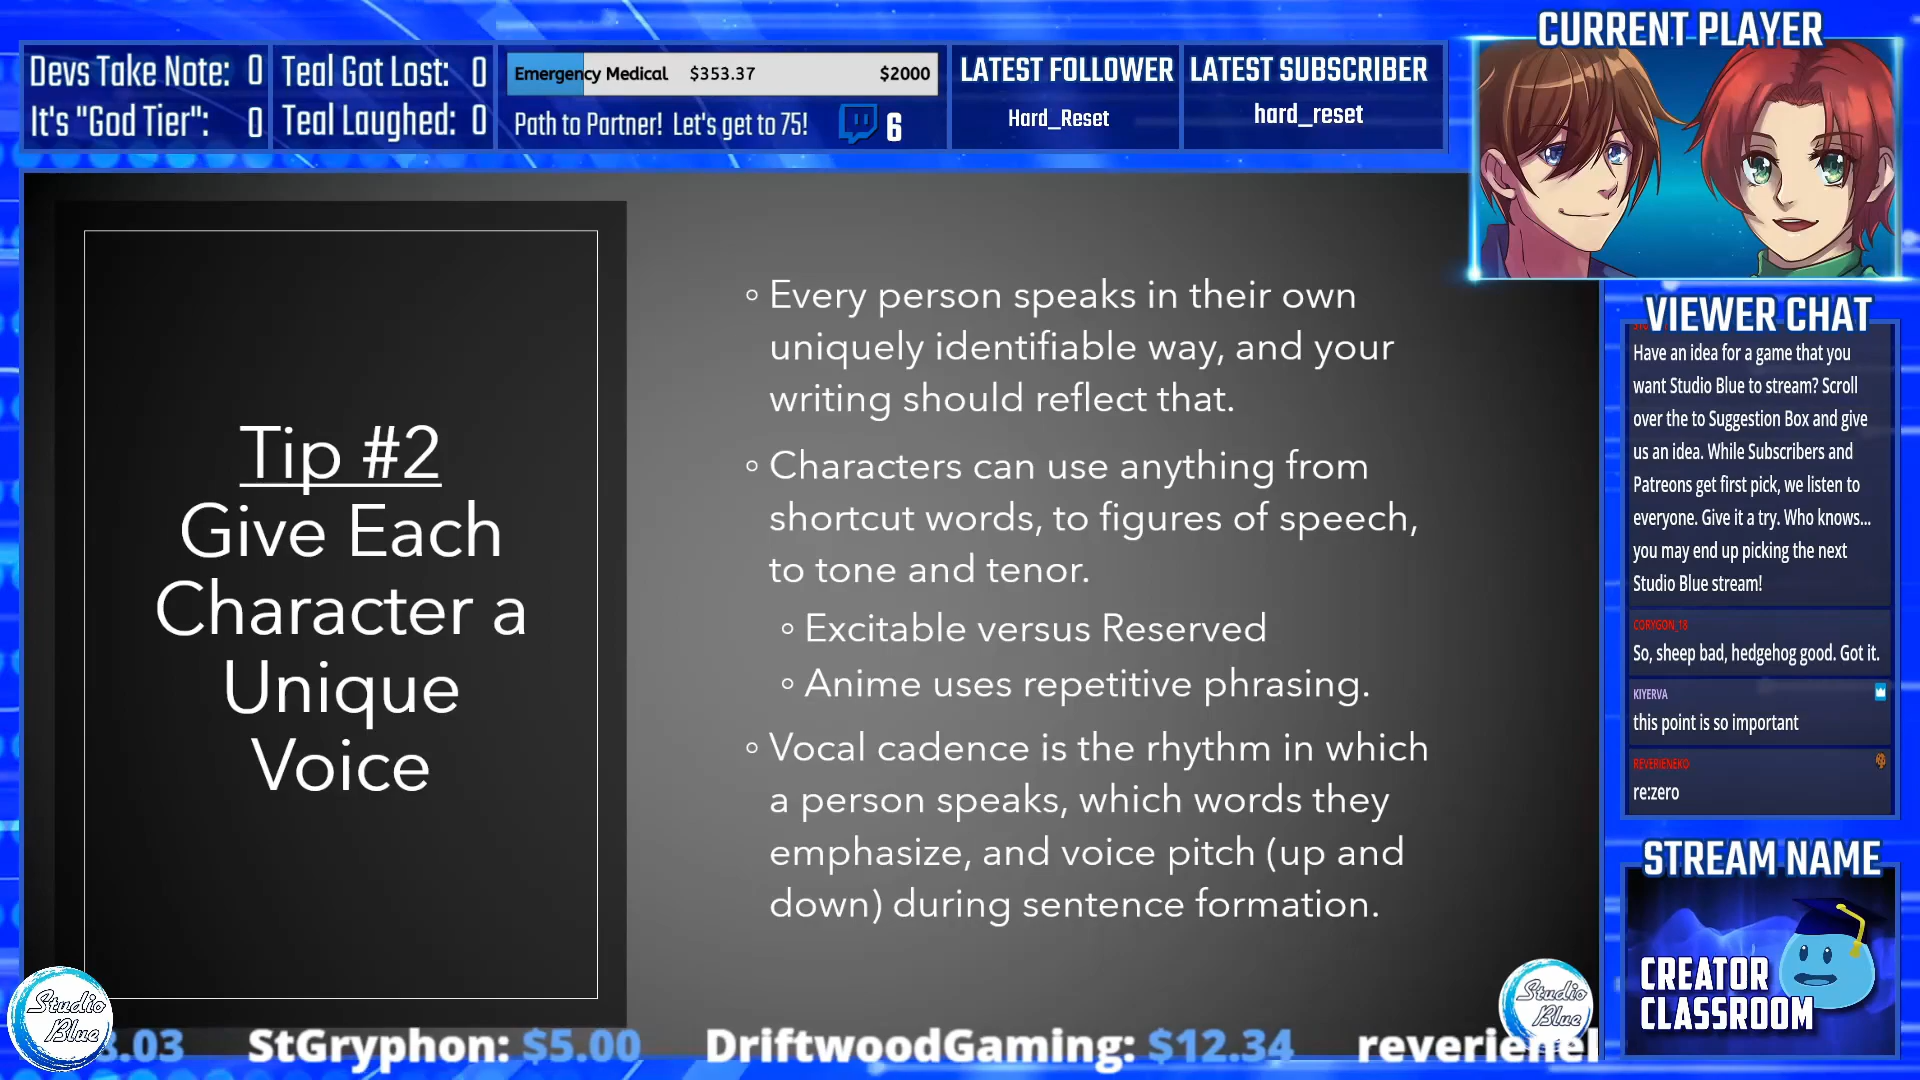 CURRENT PLAYER
Devs Take Note: 0
It's "God Tier": 0
Teal Got Lost: 0
Teal Laughed: 0
Emergency Medical $353.37 $2000
Path to Partner! Let's get to 75! 6
LATEST FOLLOWER
Hard_Reset
LATEST SUBSCRIBER
hard_reset
Tip #2
Give Each
Character a
Unique
Voice
Every person speaks in their own
uniquely identifiable way, and your
writing should reflect that.
Characters can use anything from
shortcut words, to figures of speech,
to tone and tenor.
Excitable versus Reserved
Anime uses repetitive phrasing.
Vocal cadence is the rhythm in which
a person speaks, which words they
emphasize, and voice pitch (up and
down) during sentence formation.
VIEWER CHAT
Have an idea for a game that you
want Studio Blue to stream? Scroll
over the to Suggestion Box and give
us an idea. While Subscribers and
Patreons get first pick, we listen to
everyone. Give it a try. Who knows...
you may end up picking the next
Studio Blue stream!
CORYGON_18
So, sheep bad, hedgehog good. Got it.
KIYERVA
this point is so important
REVERIENEKO
re:zero
STREAM NAME
CREATOR
CLASSROOM
Studio
Blue
Studio
Blue
3.03 StGryphon: $5.00 DriftwoodGaming: $12.34